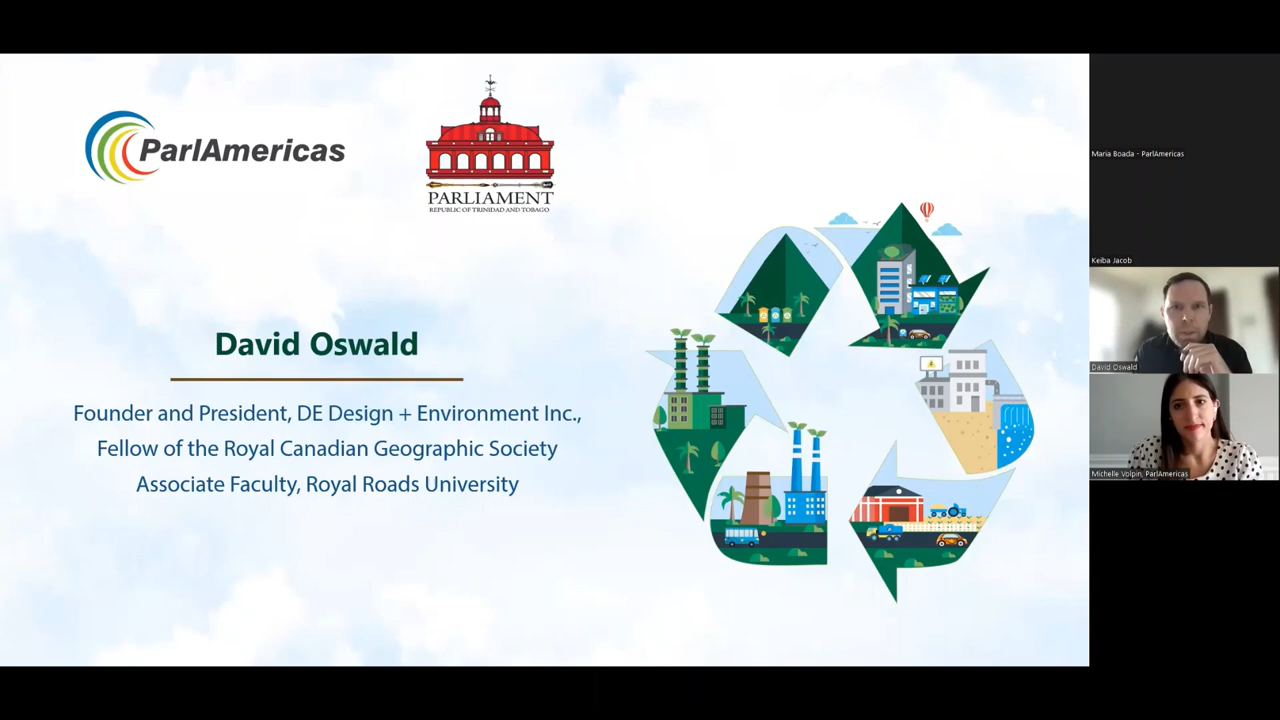 ParlAmericas
PARLIAMENT
REPUBLIC OF TRINIDAD AND TOBAGO
David Oswald
Founder and President, DE Design + Environment Inc.,
Fellow of the Royal Canadian Geographic Society
Associate Faculty, Royal Roads University
Maria Boada - ParlAmericas
Keiba Jacob
David Oswald
Michelle Volpin, ParlAmericas